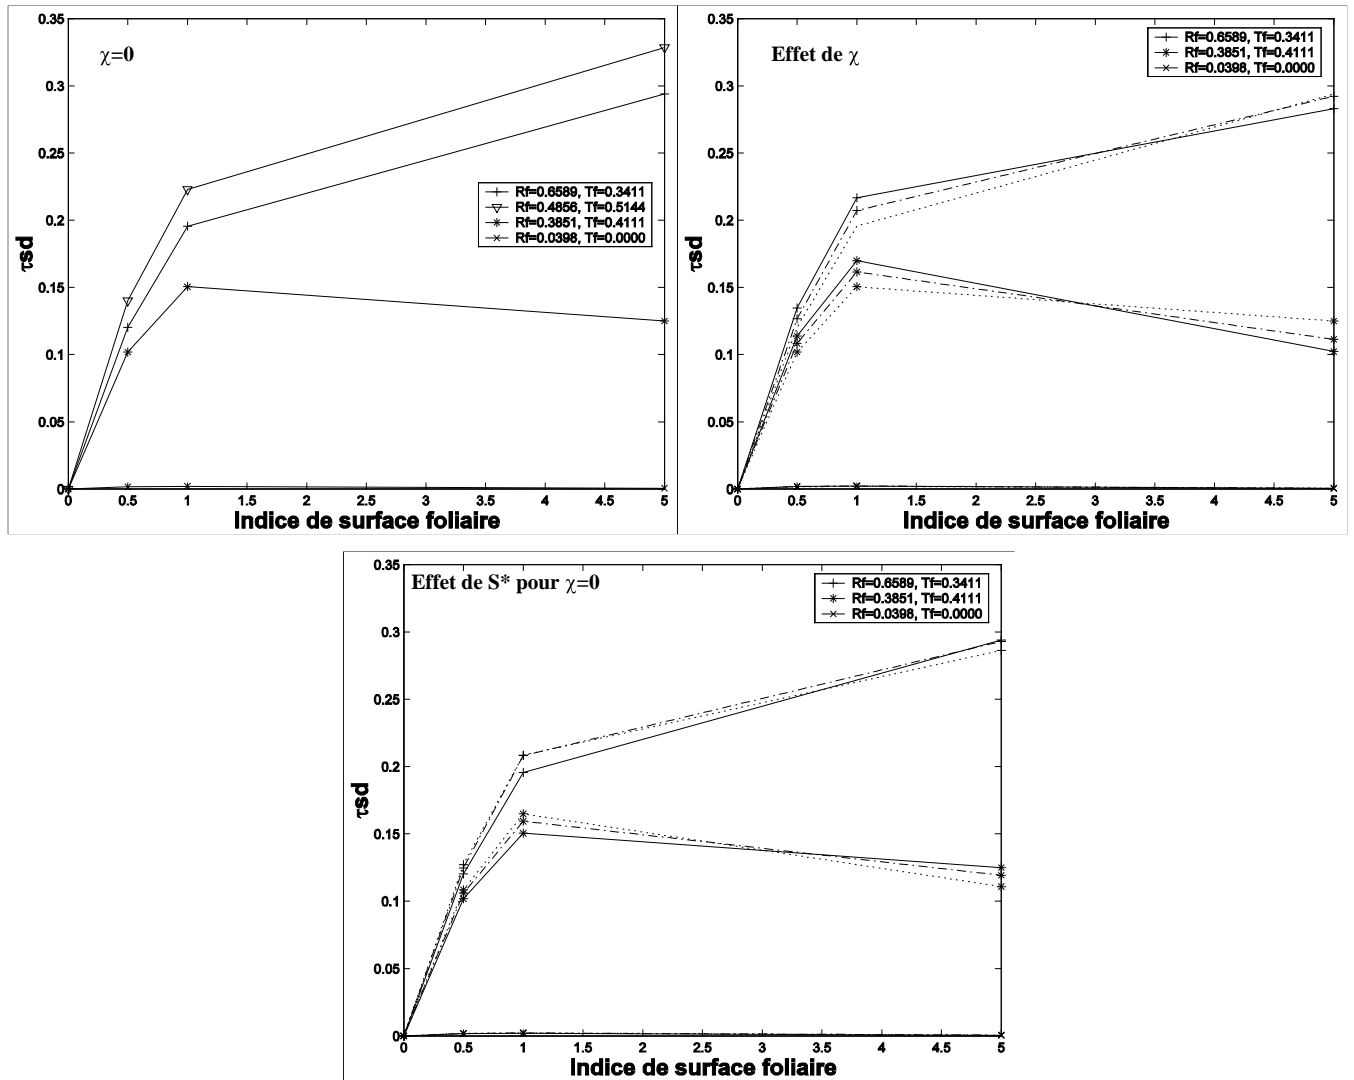 χ=0
Rf=0.6589, Tf=0.3411
Rf=0.4856, Tf=0.5144
Rf=0.3851, Tf=0.4111
Rf=0.0398, Tf=0.0000
τsd
0.35
0.3
0.25
0.2
0.15
0.1
0.05
0
0 0.5 1 1.5 2 2.5 3 3.5 4 4.5 5
Indice de surface foliaire
Effet de χ
Rf=0.6589, Tf=0.3411
Rf=0.3851, Tf=0.4111
Rf=0.0398, Tf=0.0000
τsd
0.35
0.3
0.25
0.2
0.15
0.1
0.05
0
0 0.5 1 1.5 2 2.5 3 3.5 4 4.5 5
Indice de surface foliaire
Effet de S* pour χ=0
Rf=0.6589, Tf=0.3411
Rf=0.3851, Tf=0.4111
Rf=0.0398, Tf=0.0000
τsd
0.35
0.3
0.25
0.2
0.15
0.1
0.05
0
0 0.5 1 1.5 2 2.5 3 3.5 4 4.5 5
Indice de surface foliaire